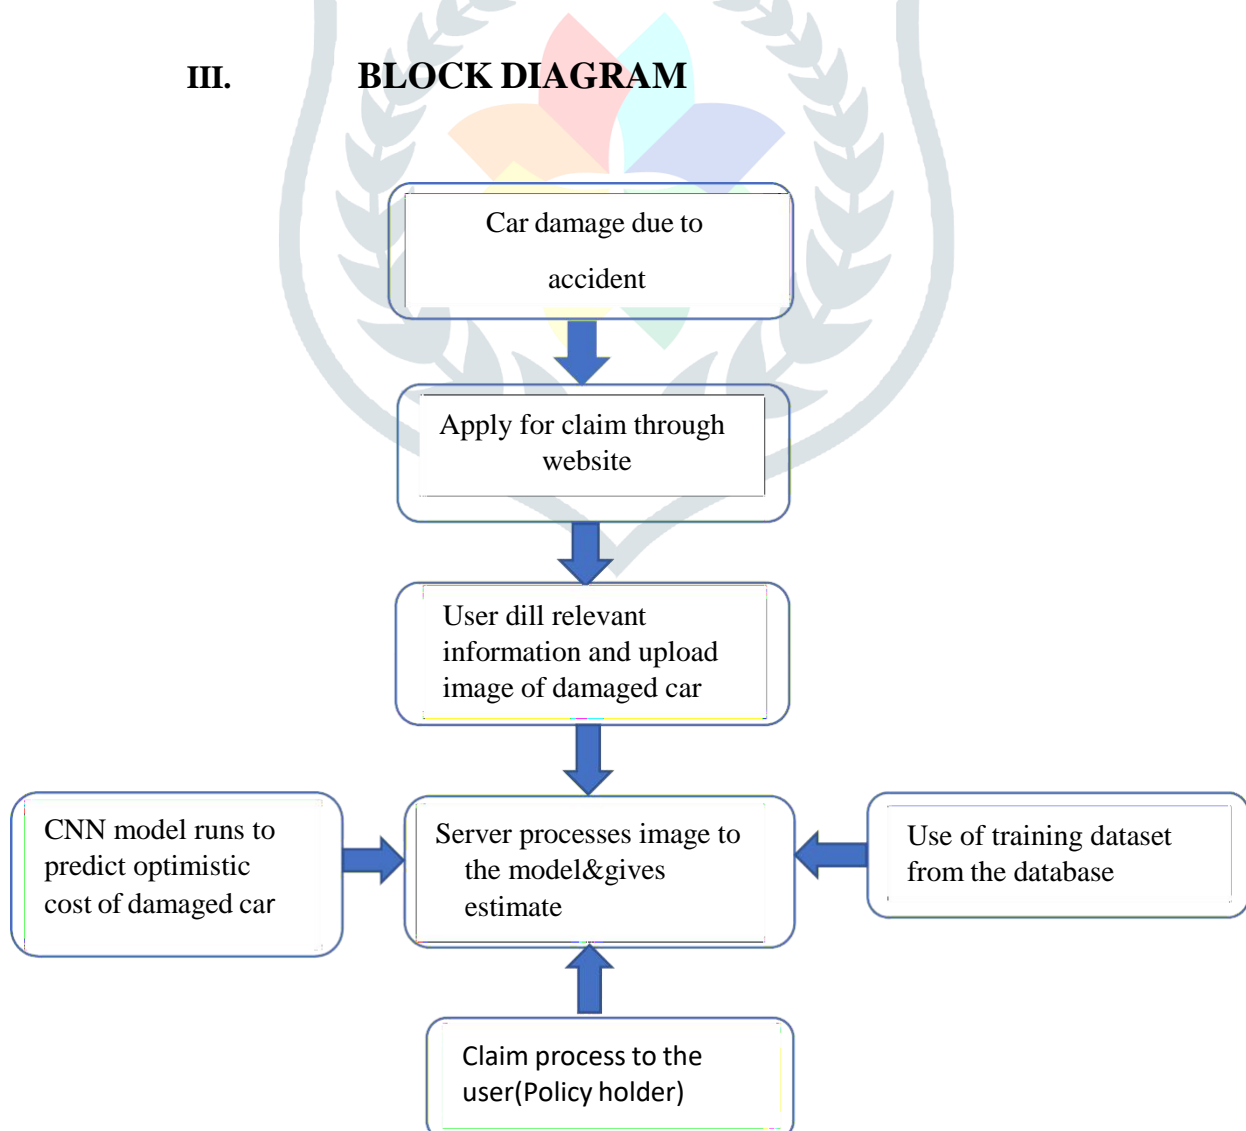 III. BLOCK DIAGRAM
Car damage due to
accident
Apply for claim through
website
User dill relevant
information and upload
image of damaged car
CNN model runs to
predict optimistic
cost of damaged car
Server processes image to
the model&gives
estimate
Use of training dataset
from the database
Claim process to the
user(Policy holder)